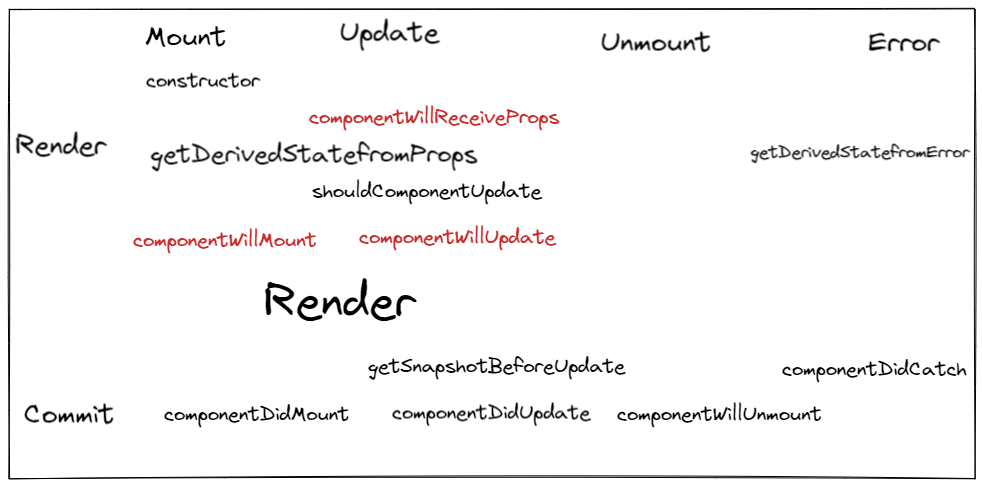 Mount Update Unmount Error
constructor
componentWillReceiveProps
Render getDerivedStatefromProps getDerivedStatefromError
shouldComponentUpdate
componentWillMount componentWillUpdate
Render
getSnapshotBeforeUpdate componentDidCatch
Commit componentDidMount componentDidUpdate componentWillUnmount